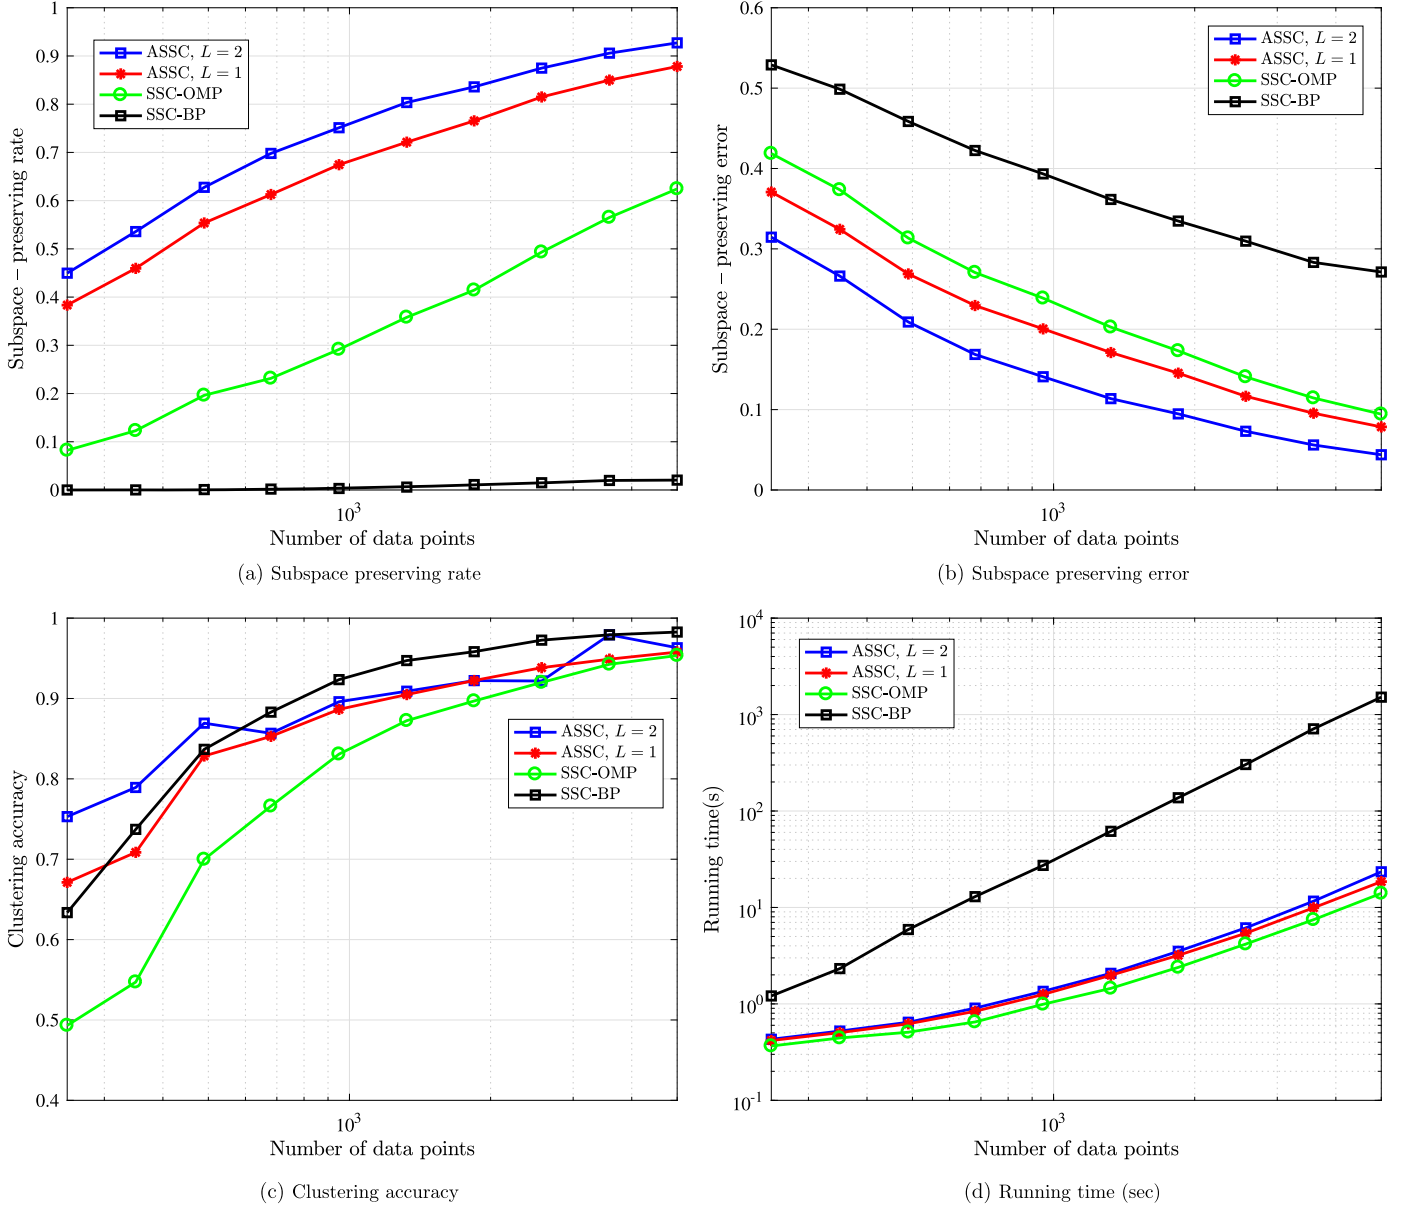 1
0.9
0.8
0.7
0.6
0.5
0.4
0.3
0.2
0.1
0
Subspace – preserving rate
ASSC, L = 2
ASSC, L = 1
SSC-OMP
SSC-BP
10³
Number of data points
(a) Subspace preserving rate
0.6
0.5
0.4
0.3
0.2
0.1
0
Subspace – preserving error
ASSC, L = 2
ASSC, L = 1
SSC-OMP
SSC-BP
10³
Number of data points
(b) Subspace preserving error
1
0.9
0.8
0.7
0.6
0.5
0.4
Clustering accuracy
ASSC, L = 2
ASSC, L = 1
SSC-OMP
SSC-BP
10³
Number of data points
(c) Clustering accuracy
10⁴
10³
10²
10¹
10⁰
10⁻¹
Running time(s)
ASSC, L = 2
ASSC, L = 1
SSC-OMP
SSC-BP
10³
Number of data points
(d) Running time (sec)